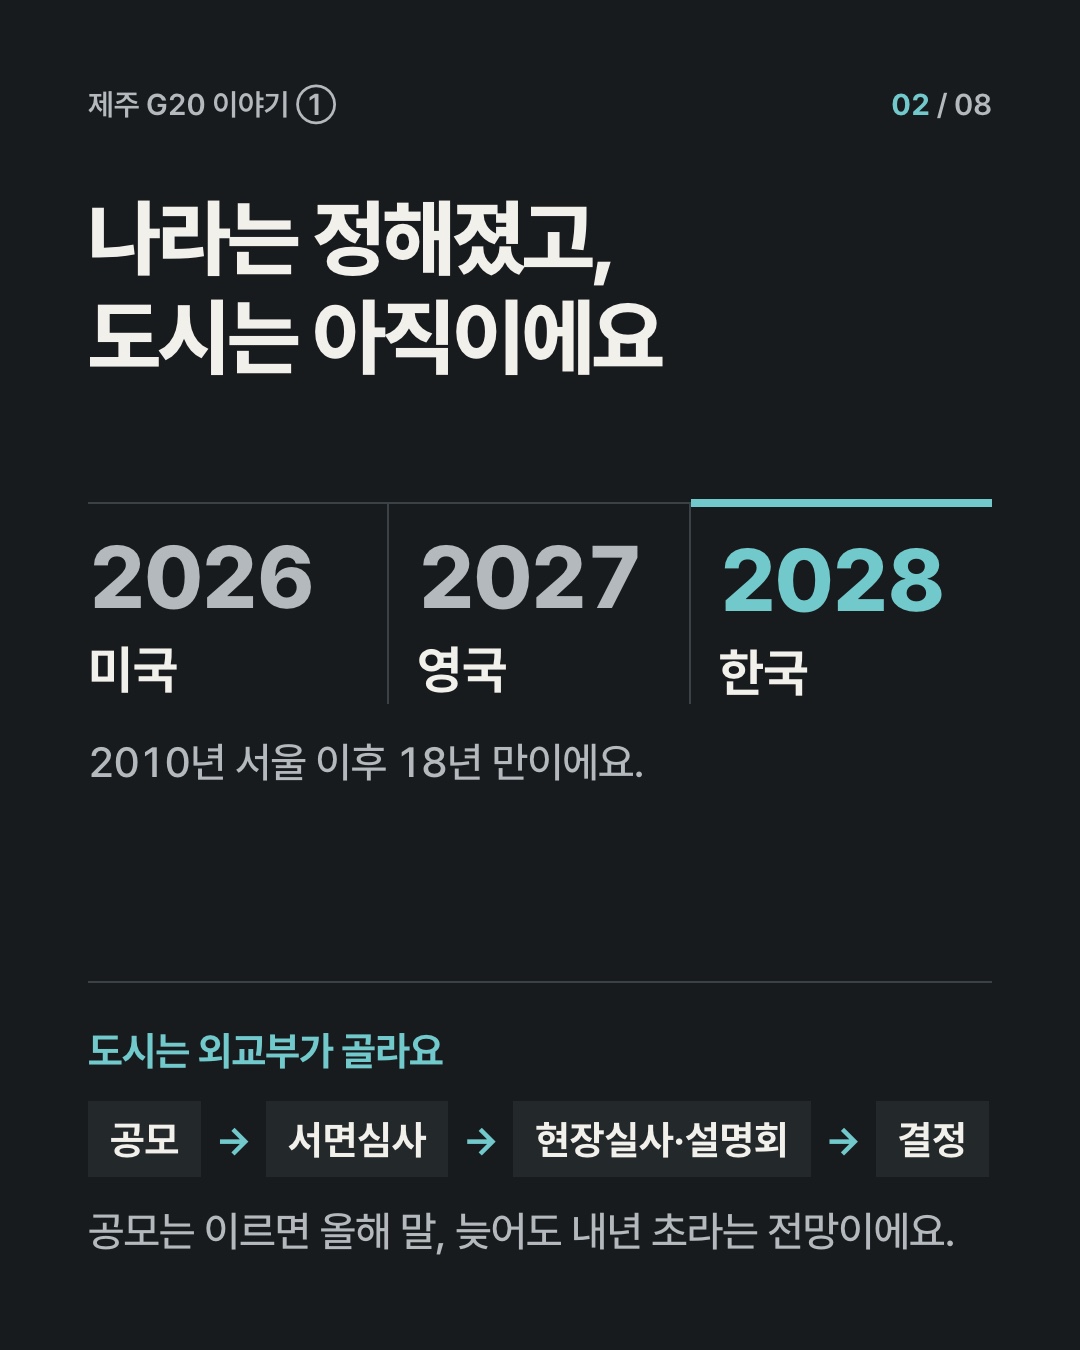 제주 G20 이야기 ①
02 / 08
나라는 정해졌고,
도시는 아직이에요
2026 2027 2028
미국 영국 한국
2010년 서울 이후 18년 만이에요.
도시는 외교부가 골라요
공모 → 서면심사 → 현장실사·설명회 → 결정
공모는 이르면 올해 말, 늦어도 내년 초라는 전망이에요.